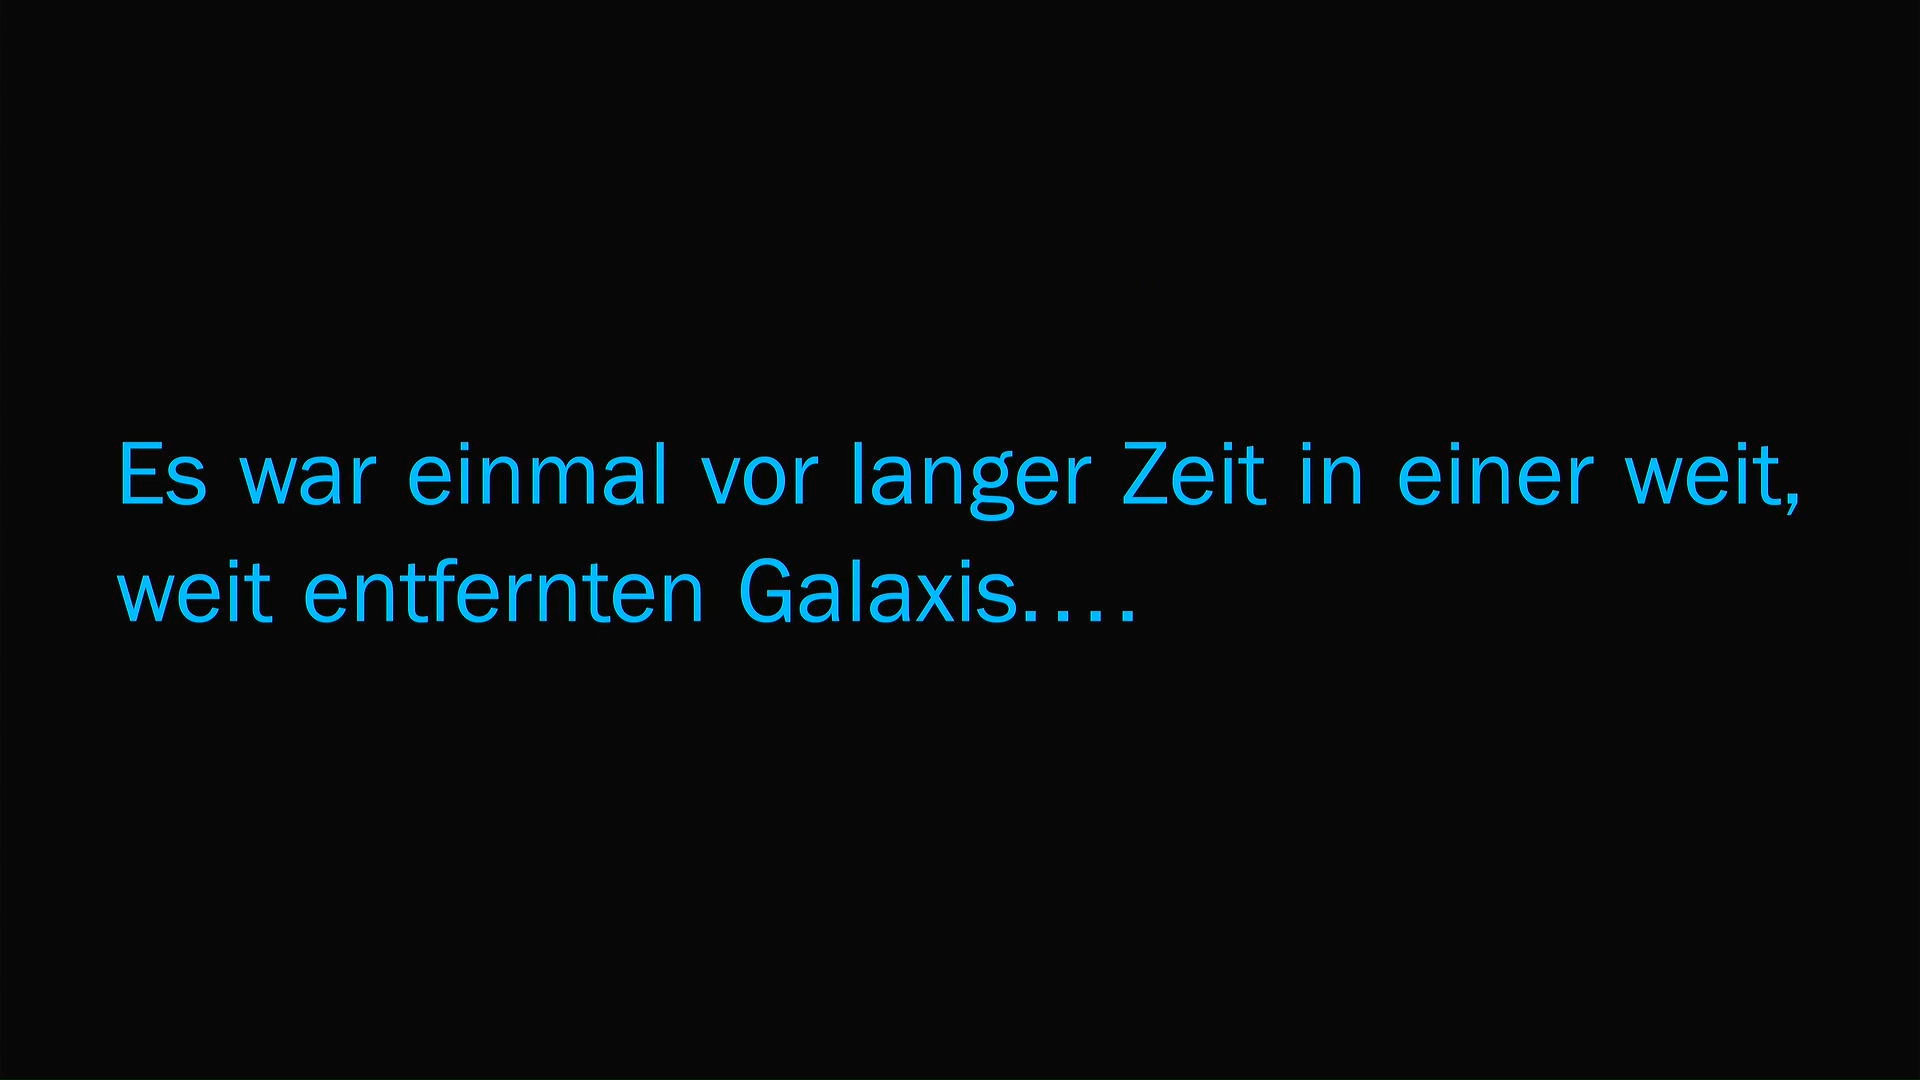 Es war einmal vor langer Zeit in einer weit,
weit entfernten Galaxis....